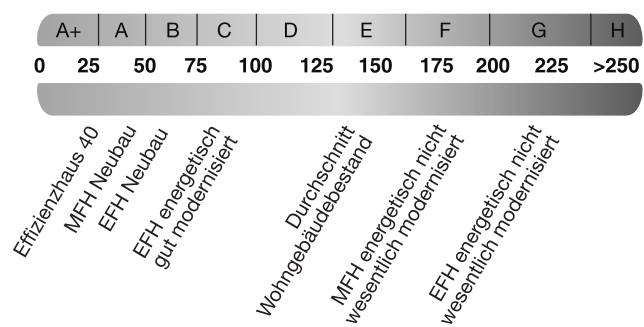 A+ A B C D E F G H
0 25 50 75 100 125 150 175 200 225 >250
Effizienzhaus 40
MFH Neubau
EFH Neubau
EFH energetisch
gut modernisiert
Durchschnitt
Wohngebäudebestand
MFH energetisch nicht
wesentlich modernisiert
EFH energetisch nicht
wesentlich modernisiert